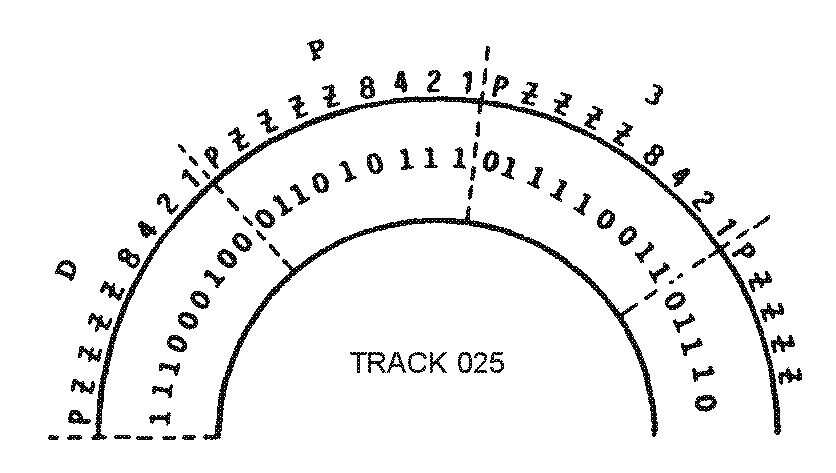 D P 3
P Z Z Z Z 8 4 2 1 P Z Z Z Z 8 4 2 1 P Z Z Z Z 8 4 2 1 P Z Z Z Z
1 1 1 0 0 0 1 0 0 0 1 1 0 1 0 1 1 1 0 1 1 1 1 0 0 1 1 0 1 1 1 0
TRACK 025